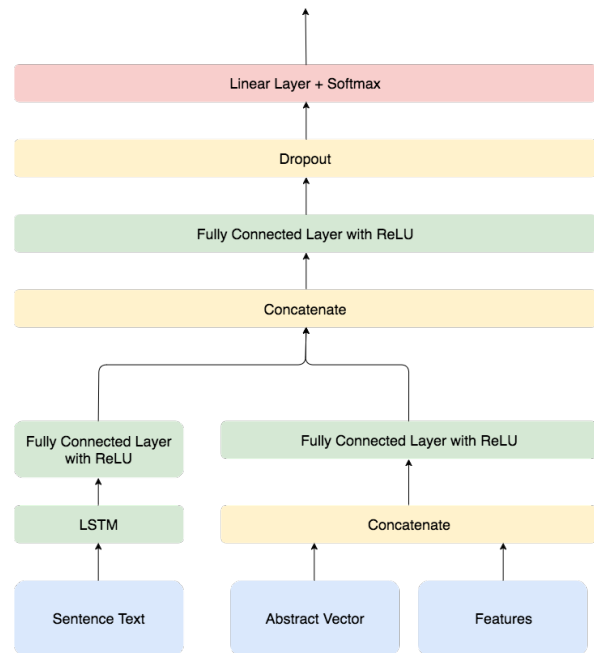 Linear Layer + Softmax
Dropout
Fully Connected Layer with ReLU
Concatenate
Fully Connected Layer
with ReLU
Fully Connected Layer with ReLU
LSTM
Concatenate
Sentence Text
Abstract Vector
Features